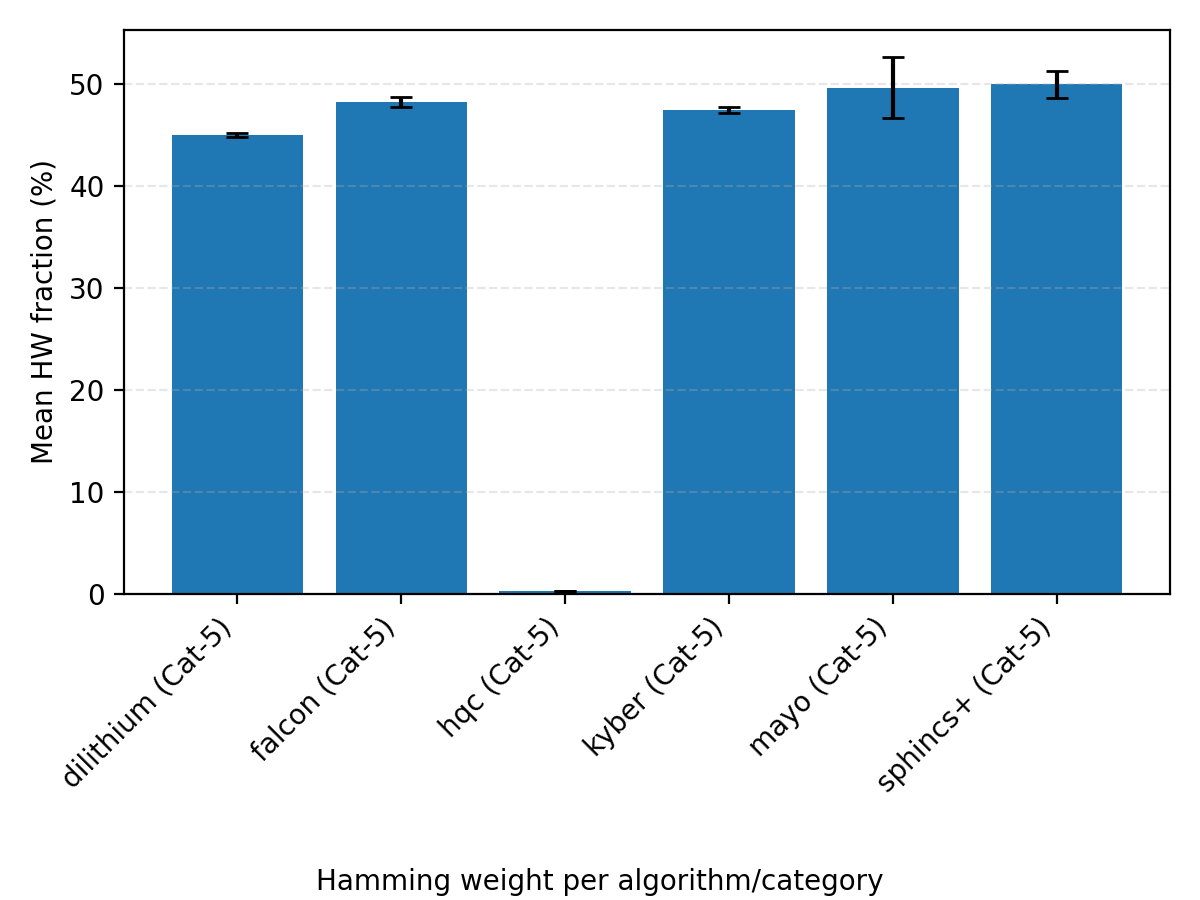 Mean HW fraction (%)
50
40
30
20
10
0
dilithium (Cat-5)
falcon (Cat-5)
hqc (Cat-5)
kyber (Cat-5)
mayo (Cat-5)
sphincs+ (Cat-5)
Hamming weight per algorithm/category